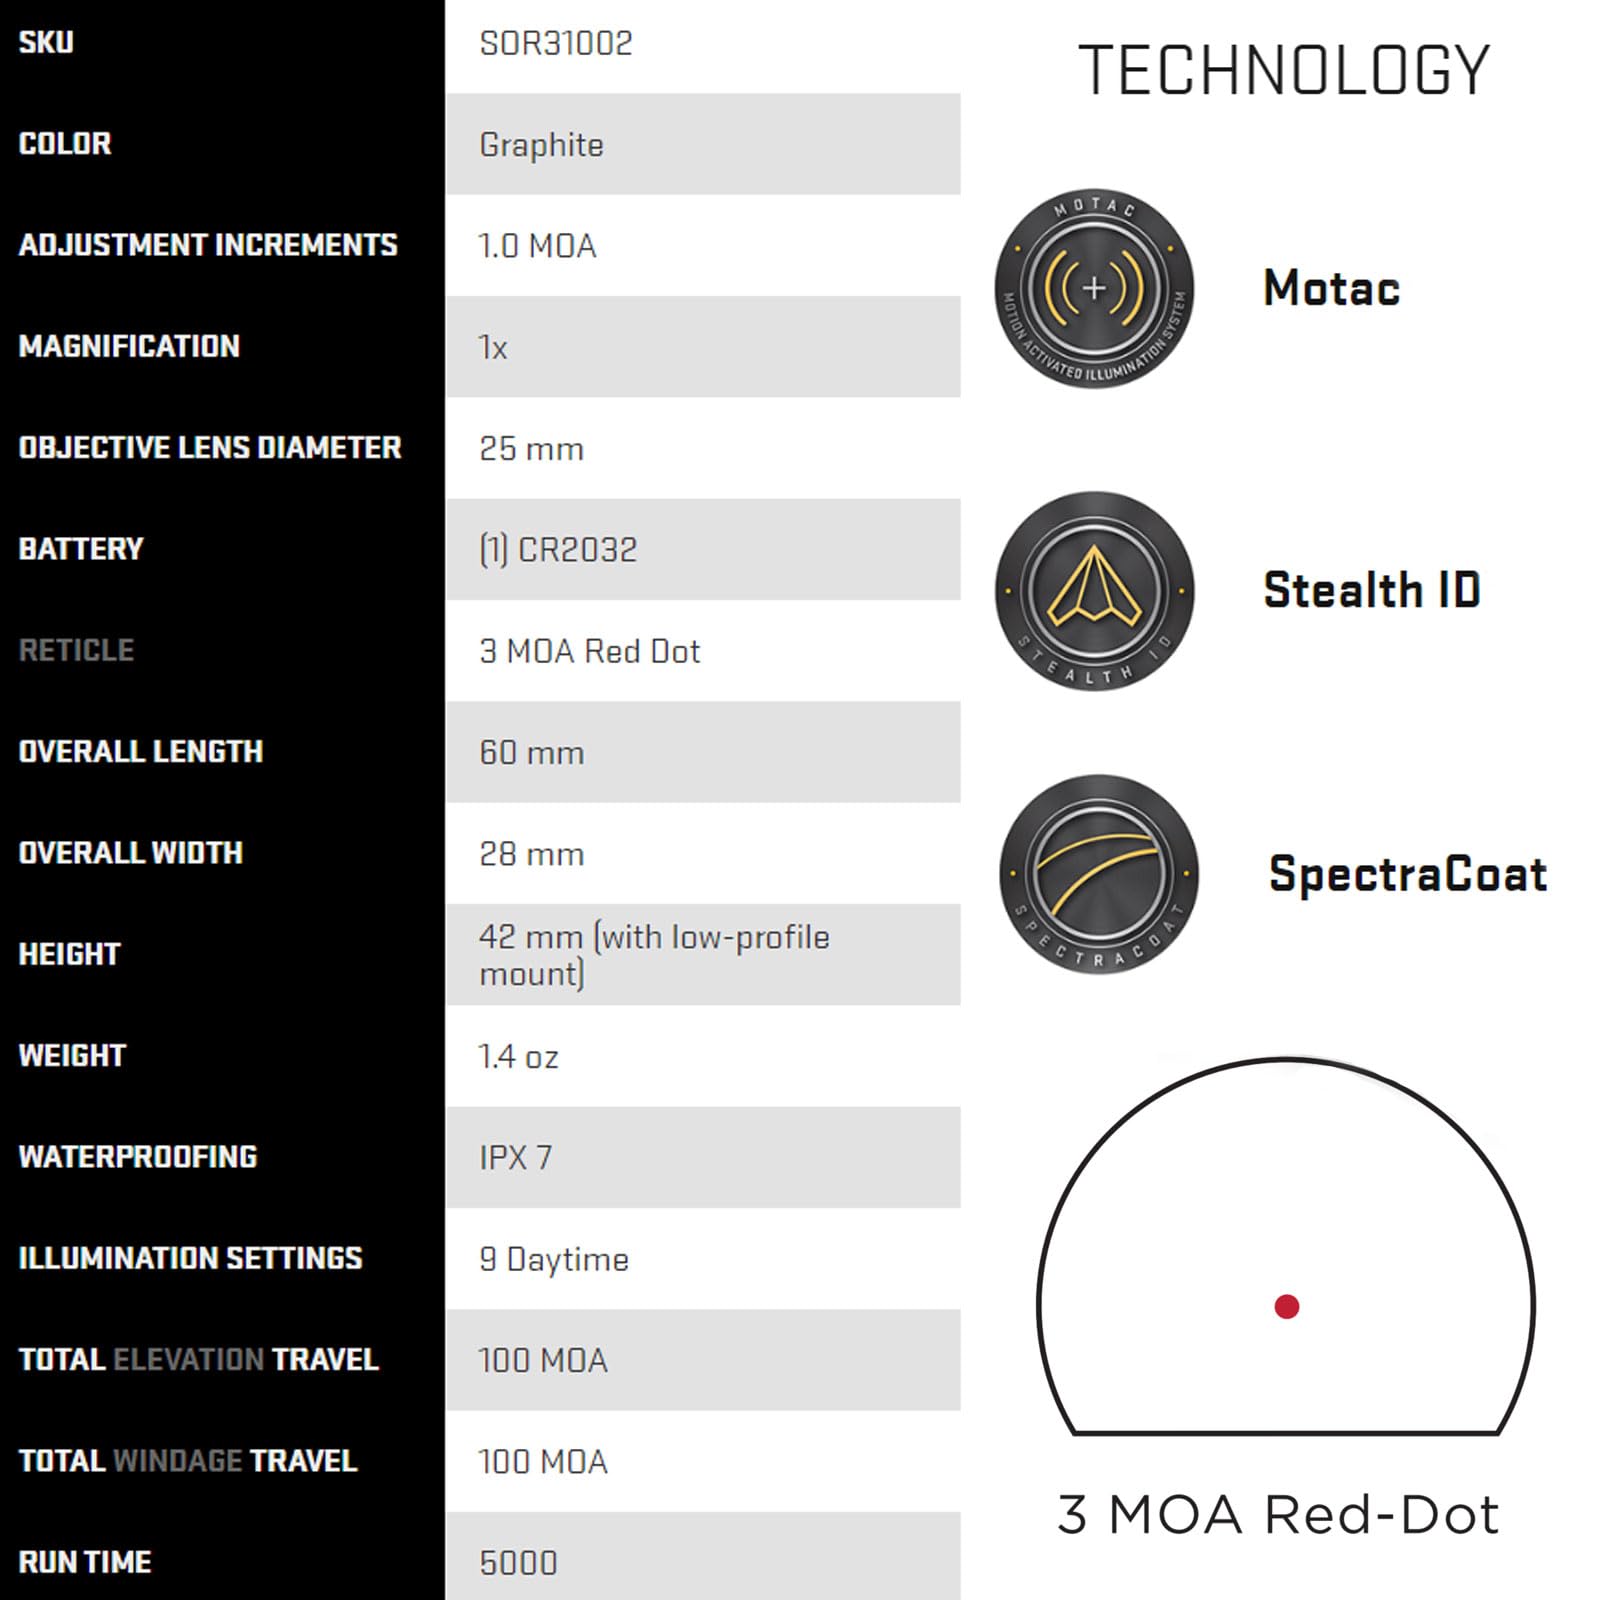 SKU
SOR31002
COLOR
Graphite
ADJUSTMENT INCREMENTS
1.0 MOA
MAGNIFICATION
1x
OBJECTIVE LENS DIAMETER
25 mm
BATTERY
(1) CR2032
RETICLE
3 MOA Red Dot
OVERALL LENGTH
60 mm
OVERALL WIDTH
28 mm
HEIGHT
42 mm (with low-profile
mount)
WEIGHT
1.4 oz
WATERPROOFING
IPX 7
ILLUMINATION SETTINGS
9 Daytime
TOTAL ELEVATION TRAVEL
100 MOA
TOTAL WINDAGE TRAVEL
100 MOA
RUN TIME
5000
TECHNOLOGY
MOTAC
MOTION ACTIVATED ILLUMINATION SYSTEM
Motac
STEALTH ID
Stealth ID
SPECTRACOAT
SpectraCoat
3 MOA Red-Dot